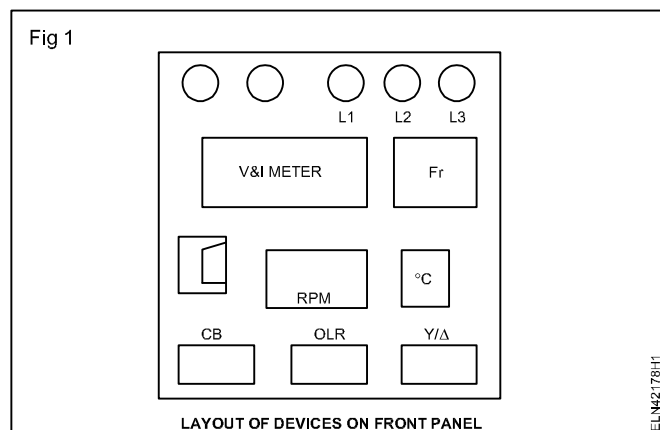 Fig 1
L1 L2 L3
V&I METER Fr
RPM °C
CB OLR Y/Δ
LAYOUT OF DEVICES ON FRONT PANEL
ELN42178H1